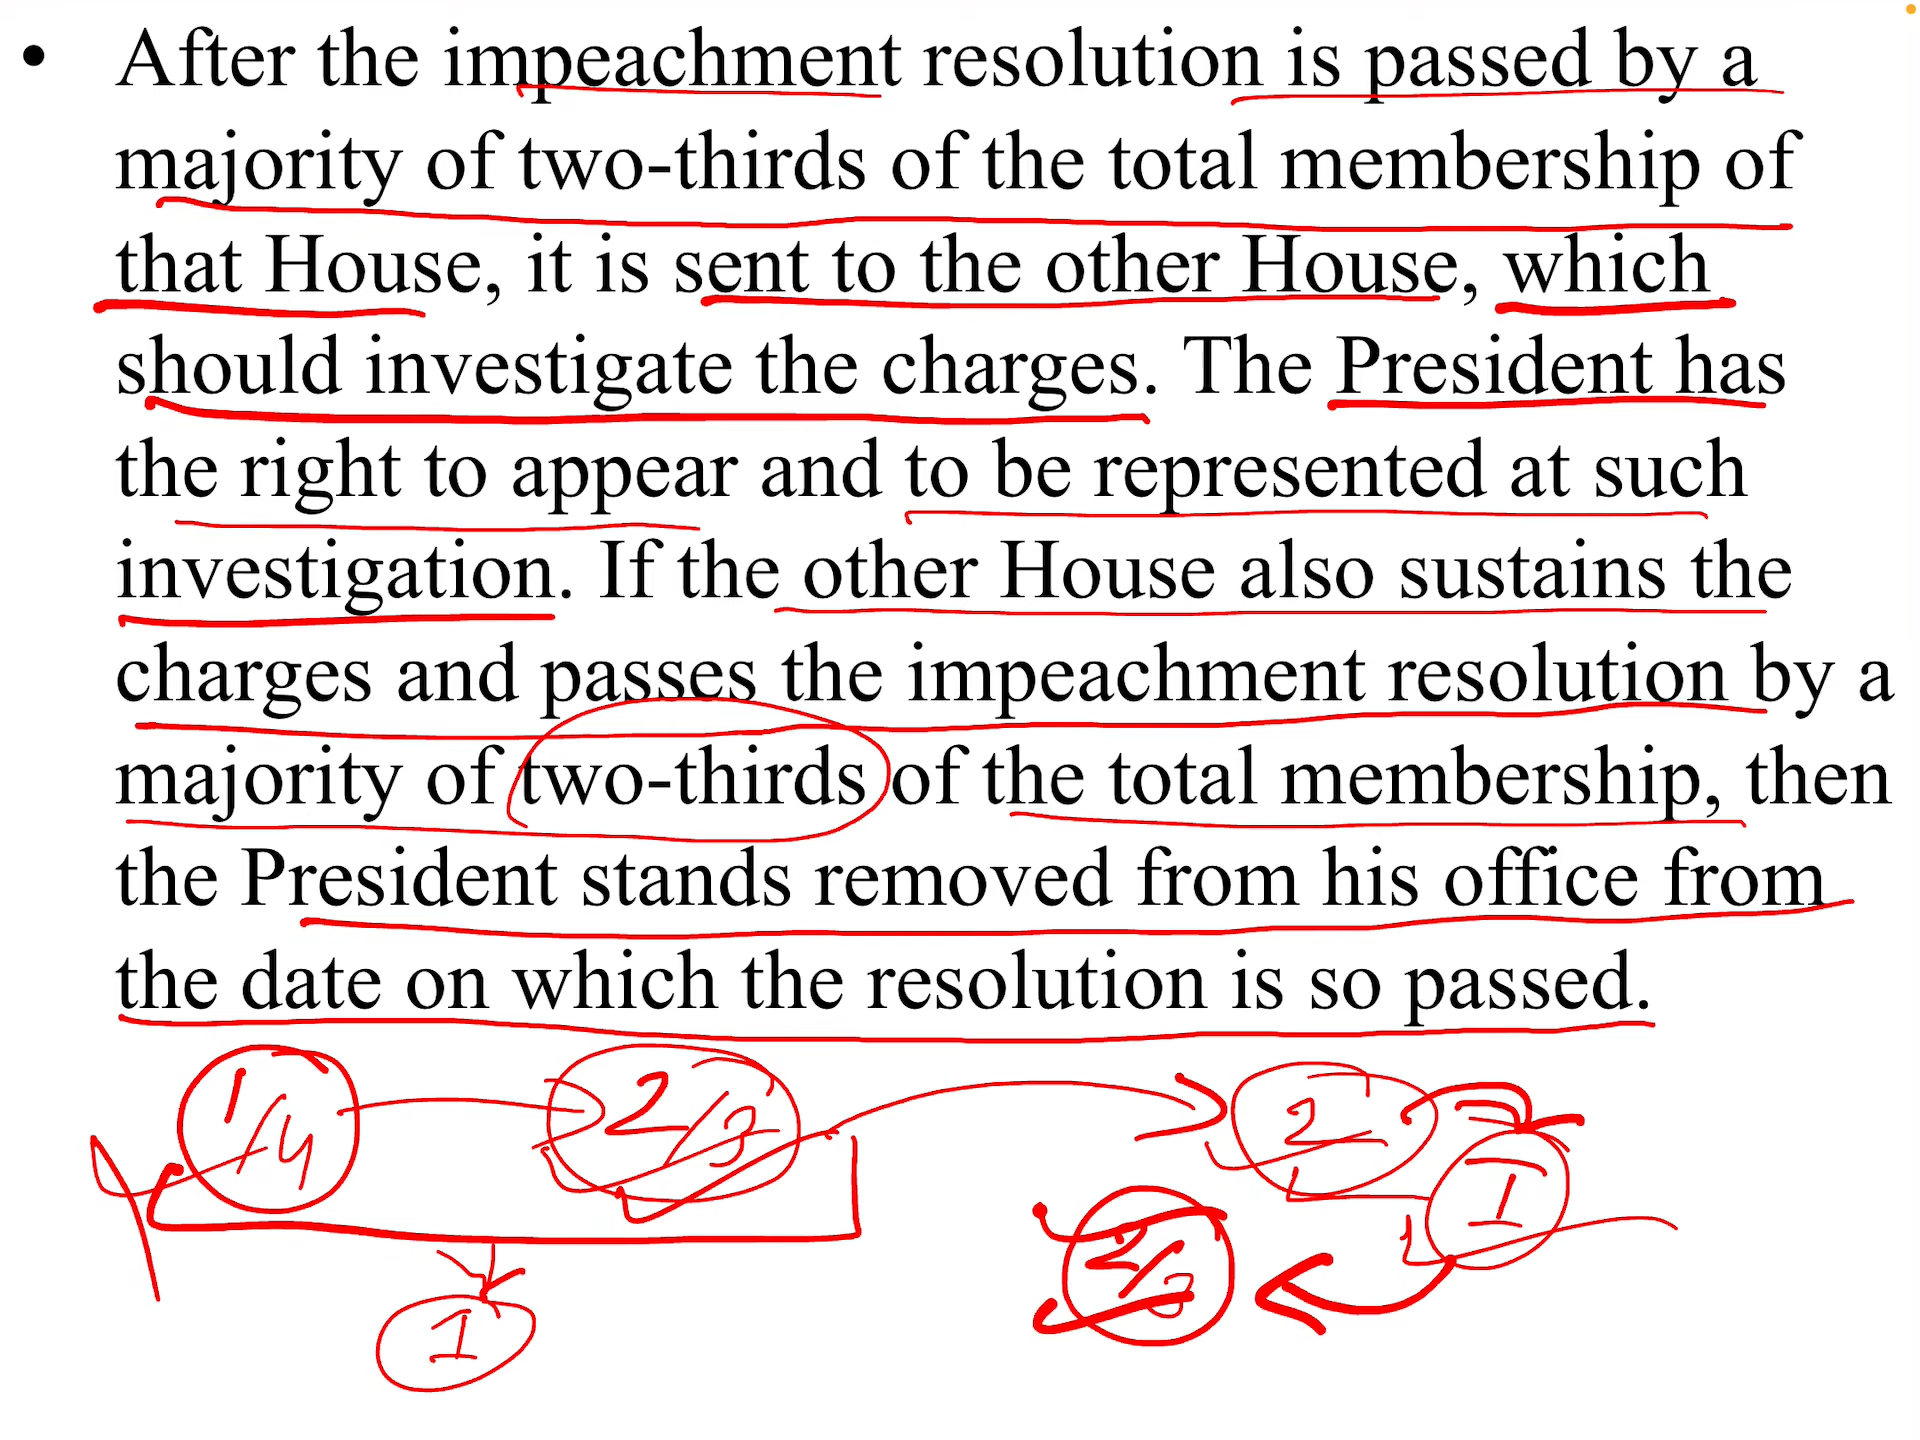 • After the impeachment resolution is passed by a
majority of two-thirds of the total membership of
that House, it is sent to the other House, which
should investigate the charges. The President has
the right to appear and to be represented at such
investigation. If the other House also sustains the
charges and passes the impeachment resolution by a
majority of two-thirds of the total membership, then
the President stands removed from his office from
the date on which the resolution is so passed.
1/4 2/3 2
I
2/3
I